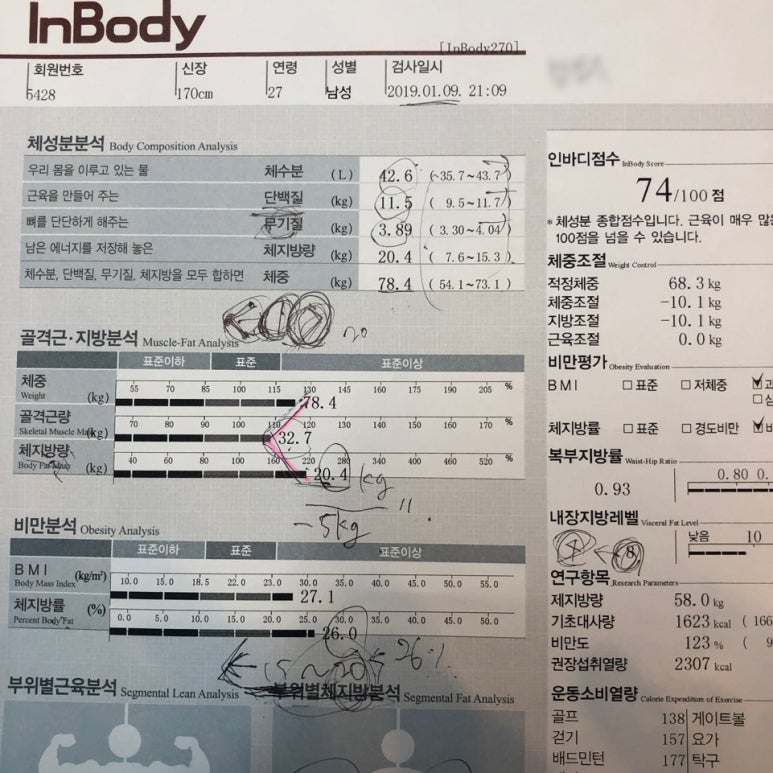 InBody
[InBody270]
회원번호 신장 연령 성별 검사일시
5428 170cm 27 남성 2019.01.09. 21:09
체성분분석 Body Composition Analysis
우리 몸을 이루고 있는 물 체수분 (L) 42.6 ( 35.7~43.7 )
근육을 만들어 주는 단백질 (kg) 11.5 ( 9.5~11.7 )
뼈를 단단하게 해주는 무기질 (kg) 3.89 ( 3.30~4.04 )
남은 에너지를 저장해 놓은 체지방량 (kg) 20.4 ( 7.6~15.3 )
체수분, 단백질, 무기질, 체지방을 모두 합하면 체중 (kg) 78.4 ( 54.1~73.1 )
20
골격근·지방분석 Muscle-Fat Analysis
표준이하 표준 표준이상
체중 Weight (kg) 55 70 85 100 115 130 145 160 175 190 205 %
78.4
골격근량 Skeletal Muscle Mass (kg) 70 80 90 100 110 120 130 140 150 160 170 %
32.7
체지방량 Body Fat Mass (kg) 40 60 80 100 160 220 280 340 400 460 520 %
20.4 kg
-5kg
비만분석 Obesity Analysis
표준이하 표준 표준이상
BMI Body Mass Index (kg/m²) 10.0 15.0 18.5 22.0 25.0 30.0 35.0 40.0 45.0 50.0 55.0
27.1
체지방률 Percent Body Fat (%) 0.0 5.0 10.0 15.0 20.0 25.0 30.0 35.0 40.0 45.0 50.0
26.0
15~20 26%
부위별근육분석 Segmental Lean Analysis
부위별체지방분석 Segmental Fat Analysis
인바디점수 InBody Score
74/100 점
* 체성분 종합점수입니다. 근육이 매우 많은
100점을 넘을 수 있습니다.
체중조절 Weight Control
적정체중 68.3 kg
체중조절 -10.1 kg
지방조절 -10.1 kg
근육조절 0.0 kg
비만평가 Obesity Evaluation
BMI □ 표준 □ 저체중 ☑ 과
□ 심
체지방률 □ 표준 □ 경도비만 ☑ 비
복부지방률 Waist-Hip Ratio
0.93 0.80 0.
내장지방레벨 Visceral Fat Level
8 낮음 10
연구항목 Research Parameters
제지방량 58.0 kg
기초대사량 1623 kcal ( 166
비만도 123 % ( 9
권장섭취열량 2307 kcal
운동소비열량 Calorie Expenditure of Exercise
골프 138 게이트볼
걷기 157 요가
배드민턴 177 탁구